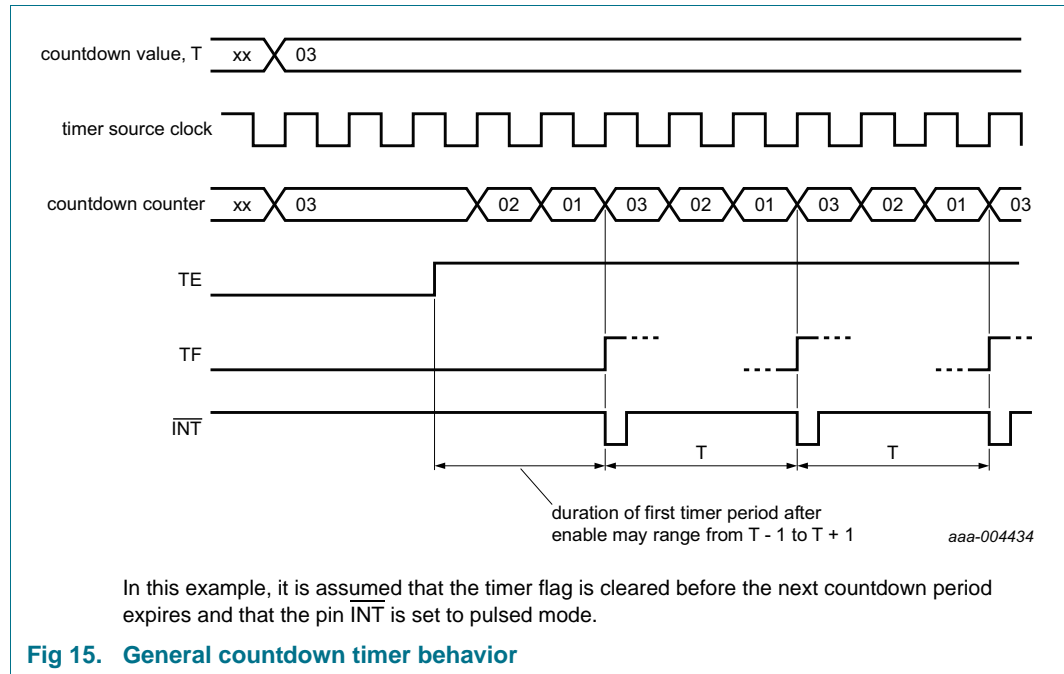 countdown value, T xx 03
timer source clock
countdown counter xx 03 02 01 03 02 01 03 02 01 03
TE
TF
INT
T T
duration of first timer period after
enable may range from T - 1 to T + 1
aaa-004434
In this example, it is assumed that the timer flag is cleared before the next countdown period
expires and that the pin INT is set to pulsed mode.
Fig 15. General countdown timer behavior